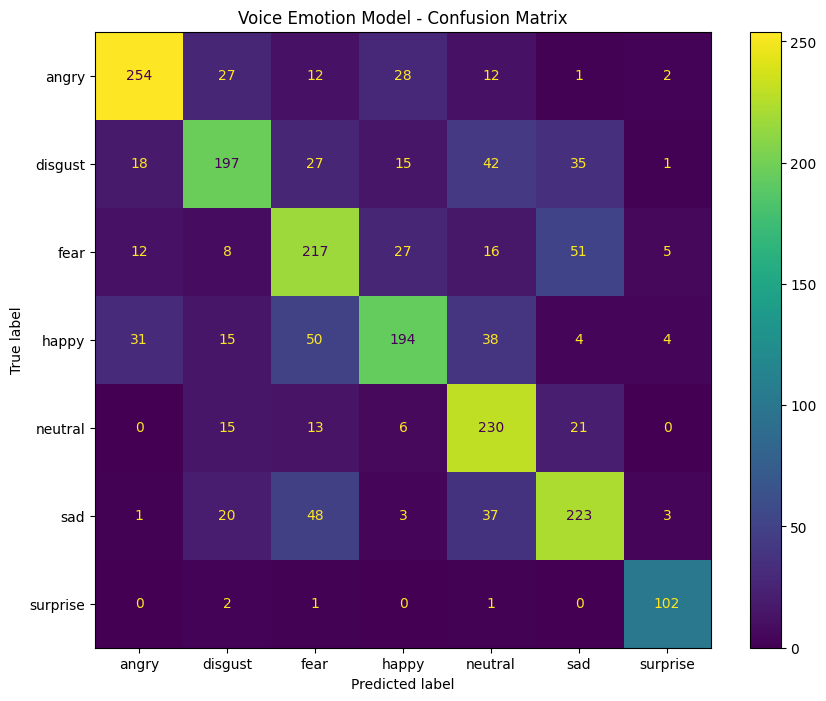 Voice Emotion Model - Confusion Matrix
True label
angry 254 27 12 28 12 1 2
disgust 18 197 27 15 42 35 1
fear 12 8 217 27 16 51 5
happy 31 15 50 194 38 4 4
neutral 0 15 13 6 230 21 0
sad 1 20 48 3 37 223 3
surprise 0 2 1 0 1 0 102
angry disgust fear happy neutral sad surprise
Predicted label
250
200
150
100
50
0